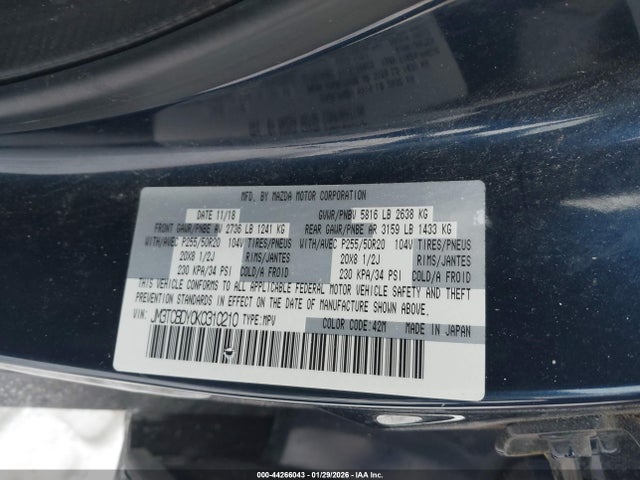 MFD. BY MAZDA MOTOR CORPORATION
DATE 11/18 GVWR/PNBV 5816 LB 2638 KG
FRONT GAWR/PNBE AV 2736 LB 1241 KG REAR GAWR/PNBE AR 3159 LB 1433 KG
WITH/AVEC P255/50R20 104V TIRES/PNEUS WITH/AVEC P255/50R20 104V TIRES/PNEUS
20X8 1/2J RIMS/JANTES 20X8 1/2J RIMS/JANTES
230 KPA/34 PSI COLD/A FROID 230 KPA/34 PSI COLD/A FROID
THIS VEHICLE CONFORMS TO ALL APPLICABLE FEDERAL MOTOR VEHICLE SAFETY AND THEFT
PREVENTION STANDARDS IN EFFECT ON THE DATE OF MANUFACTURE SHOWN ABOVE.
VIN: JM3TCBDY0K0310210 TYPE:MPV COLOR CODE:42M MADE IN JAPAN
000-44266043 | 01/29/2026 | IAA Inc.